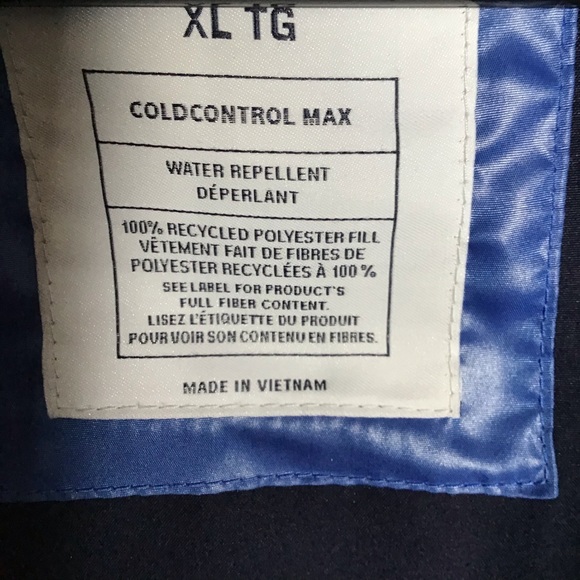 XL TG
COLDCONTROL MAX
WATER REPELLENT
DÉPERLANT
100% RECYCLED POLYESTER FILL
VÊTEMENT FAIT DE FIBRES DE
POLYESTER RECYCLÉES À 100 %
SEE LABEL FOR PRODUCT'S
FULL FIBER CONTENT.
LISEZ L'ÉTIQUETTE DU PRODUIT
POUR VOIR SON CONTENU EN FIBRES.
MADE IN VIETNAM